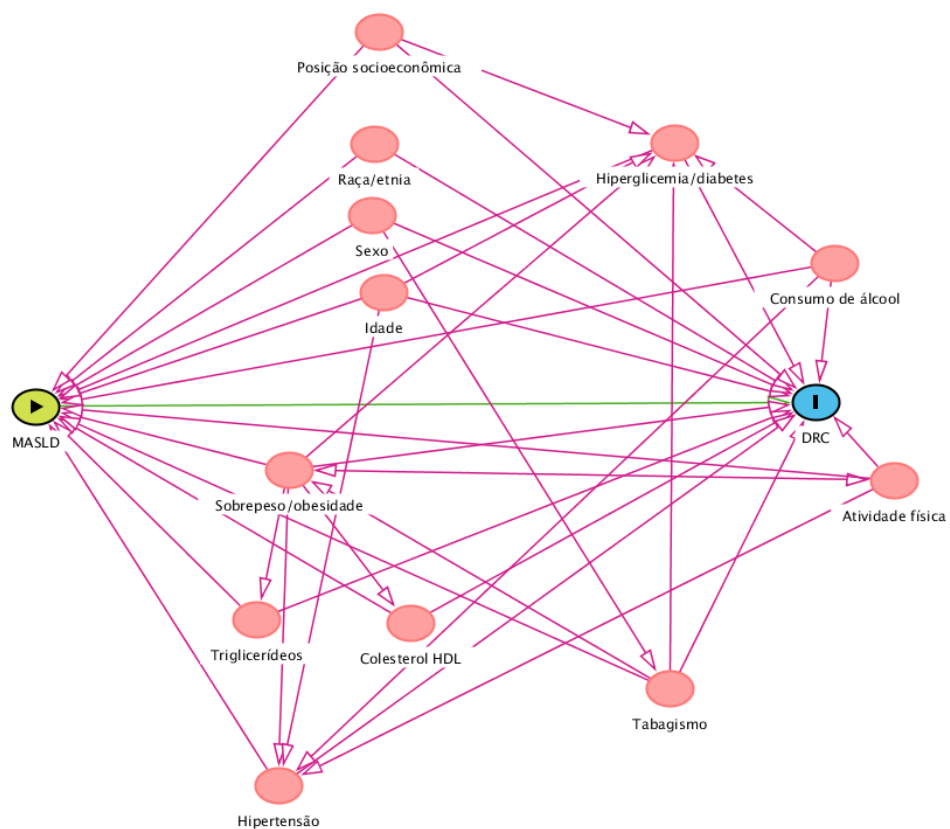 Posição socioeconômica
Raça/etnia
Hiperglicemia/diabetes
Sexo
Consumo de álcool
Idade
MASLD
DRC
Sobrepeso/obesidade
Atividade física
Triglicerídeos
Colesterol HDL
Tabagismo
Hipertensão